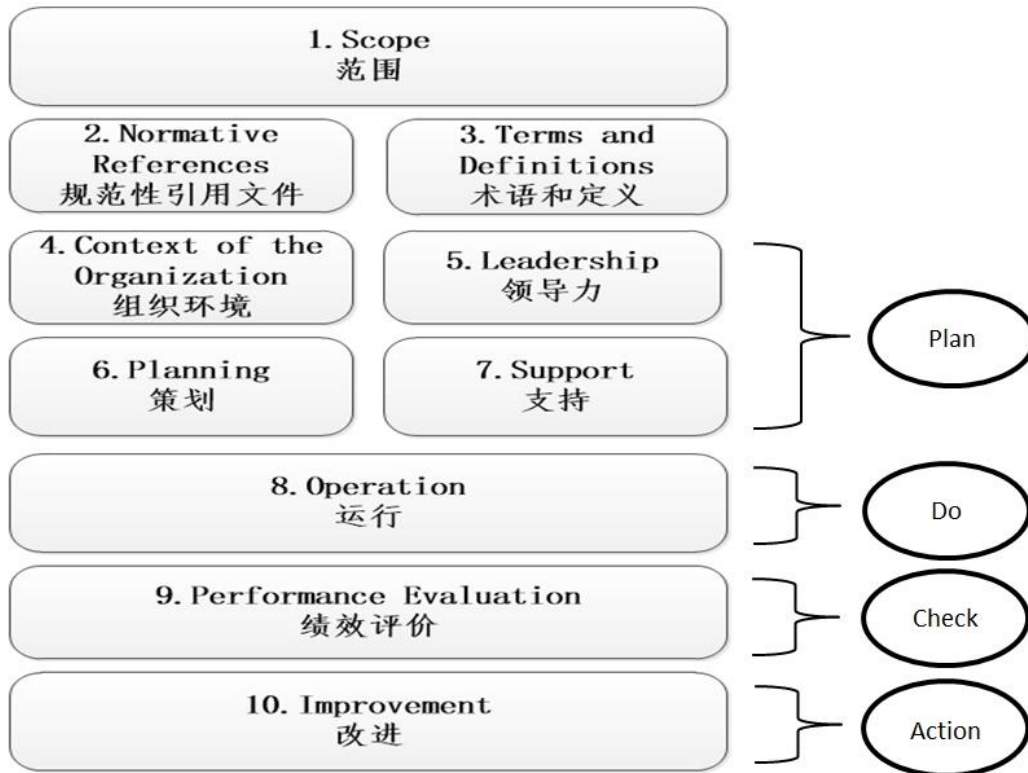 1. Scope
范围
2. Normative
References
规范性引用文件
3. Terms and
Definitions
术语和定义
4. Context of the
Organization
组织环境
5. Leadership
领导力
6. Planning
策划
7. Support
支持
Plan
8. Operation
运行
Do
9. Performance Evaluation
绩效评价
Check
10. Improvement
改进
Action